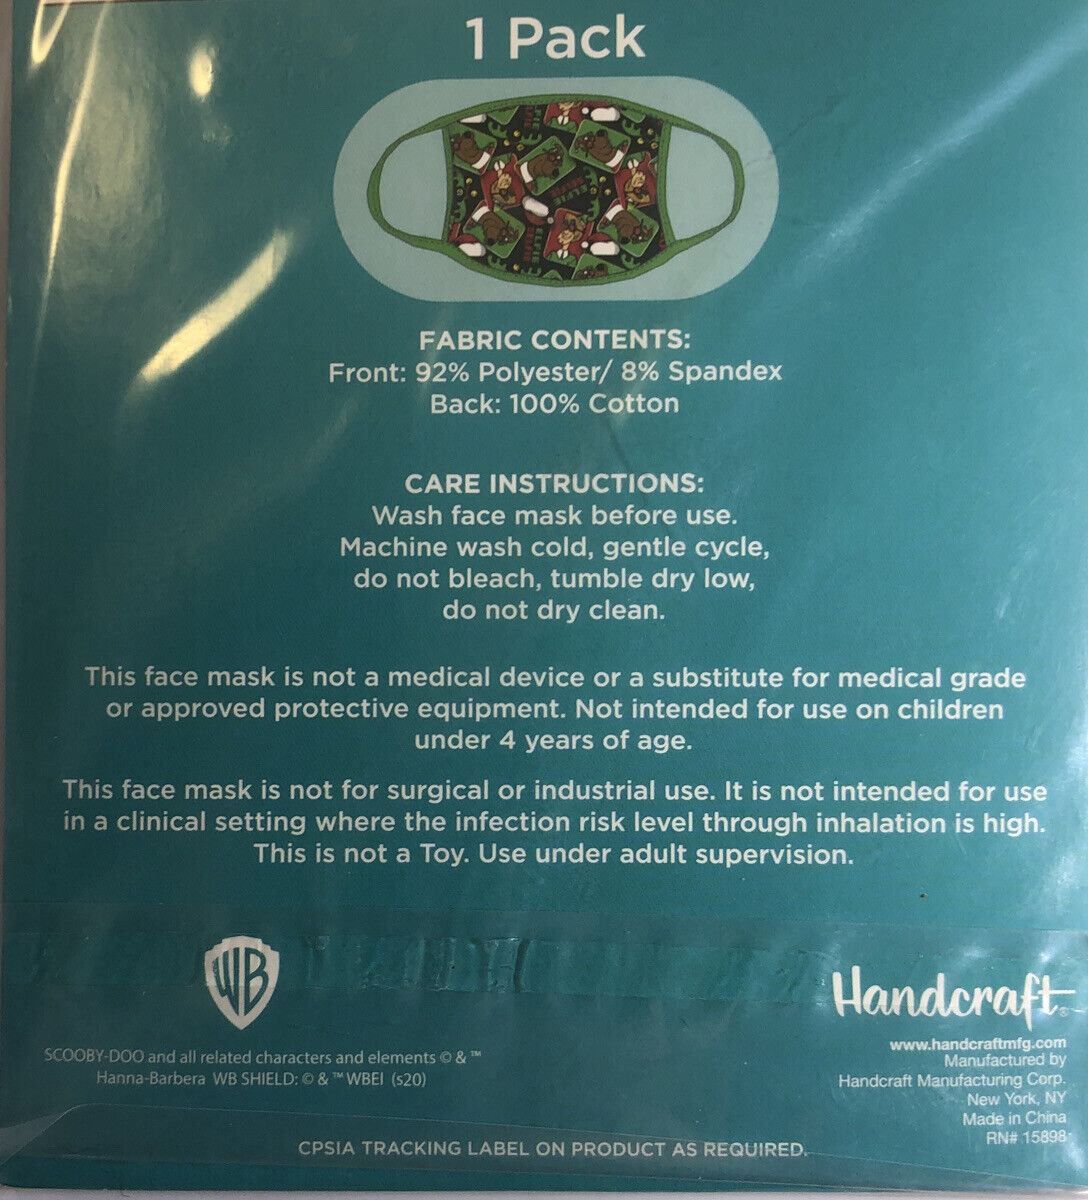 1 Pack
ELFIE
SELFIE
FABRIC CONTENTS:
Front: 92% Polyester/ 8% Spandex
Back: 100% Cotton
CARE INSTRUCTIONS:
Wash face mask before use.
Machine wash cold, gentle cycle,
do not bleach, tumble dry low,
do not dry clean.
This face mask is not a medical device or a substitute for medical grade
or approved protective equipment. Not intended for use on children
under 4 years of age.
This face mask is not for surgical or industrial use. It is not intended for use
in a clinical setting where the infection risk level through inhalation is high.
This is not a Toy. Use under adult supervision.
WB
SCOOBY-DOO and all related characters and elements © & ™
Hanna-Barbera WB SHIELD: © & ™ WBEI (s20)
Handcraft®
www.handcraftmfg.com
Manufactured by
Handcraft Manufacturing Corp.
New York, NY
Made in China
RN# 15898
CPSIA TRACKING LABEL ON PRODUCT AS REQUIRED.